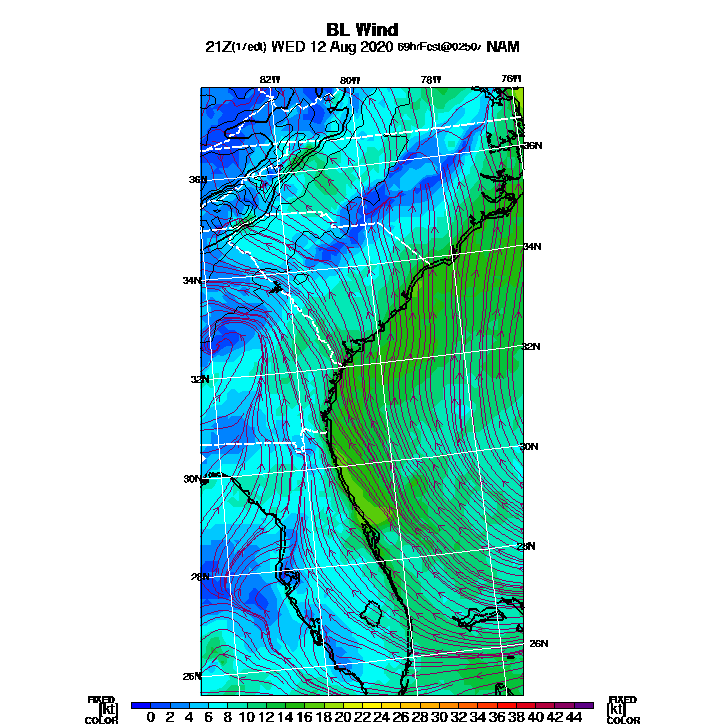 BL Wind
21Z(17edt) WED 12 Aug 2020 69hrFcst@0250z NAM
82W 80W 78W 76W
36N
36N
34N
34N
32N
32N
30N
30N
28N
28N
26N
26N
FIXED FIXED
[kt] 0 2 4 6 8 10 12 14 16 18 20 22 24 26 28 30 32 34 36 38 40 42 44 [kt]
COLOR COLOR